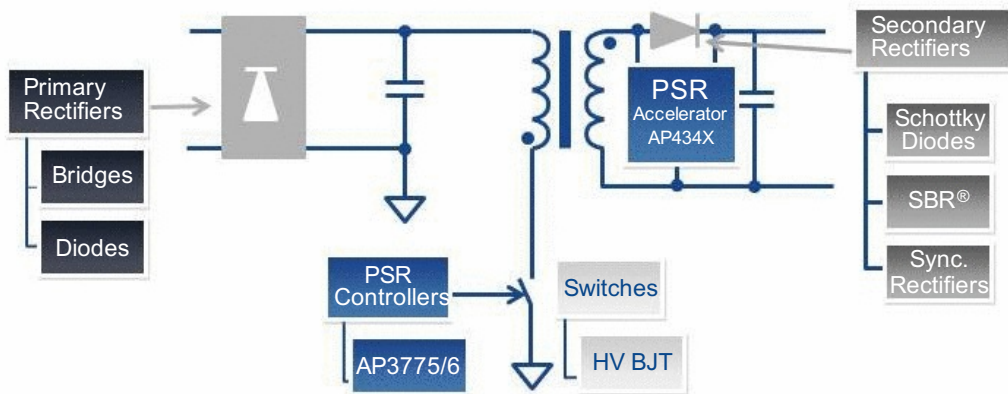 Primary
Rectifiers
Bridges
Diodes
PSR
Accelerator
AP434X
Secondary
Rectifiers
Schottky
Diodes
SBR®
Sync.
Rectifiers
PSR
Controllers
AP3775/6
Switches
HV BJT